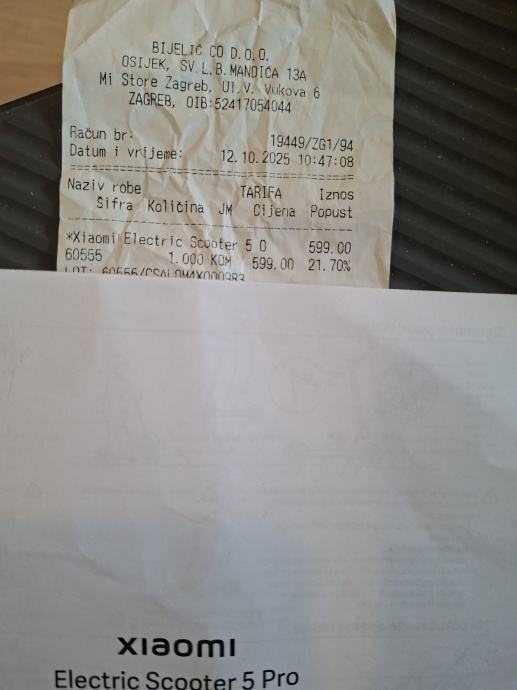 BIJELIĆ CO D.O.O.
OSIJEK, SV.L.B.MANDIĆA 13A
Mi Store Zagreb, Ul.V. Vukova 6
ZAGREB, OIB:52417054044
Račun br: 19449/ZG1/94
Datum i vrijeme: 12.10.2025 10:47:08
Naziv robe TARIFA Iznos
Šifra Količina JM Cijena Popust
*Xiaomi Electric Scooter 5 0 599.00
60555 1.000 KOM 599.00 21.70%
xiaomi
Electric Scooter 5 Pro